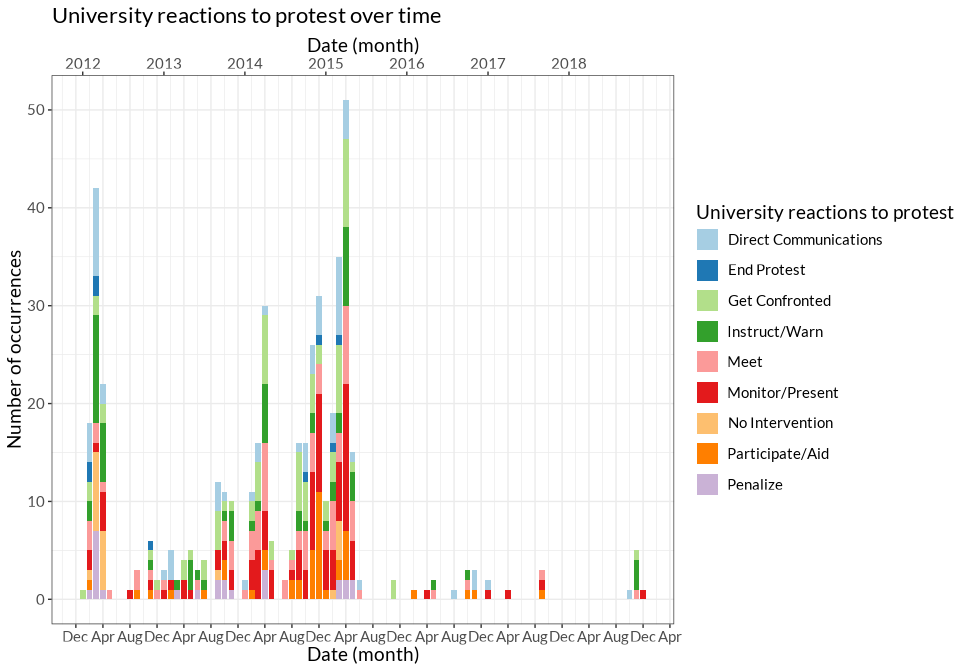 University reactions to protest over time
Date (month)
2012 2013 2014 2015 2016 2017 2018
Number of occurrences
50
40
30
20
10
0
Dec Apr Aug Dec Apr Aug Dec Apr Aug Dec Apr Aug Dec Apr Aug Dec Apr Aug Dec Apr Aug Dec Apr
Date (month)
University reactions to protest
Direct Communications
End Protest
Get Confronted
Instruct/Warn
Meet
Monitor/Present
No Intervention
Participate/Aid
Penalize